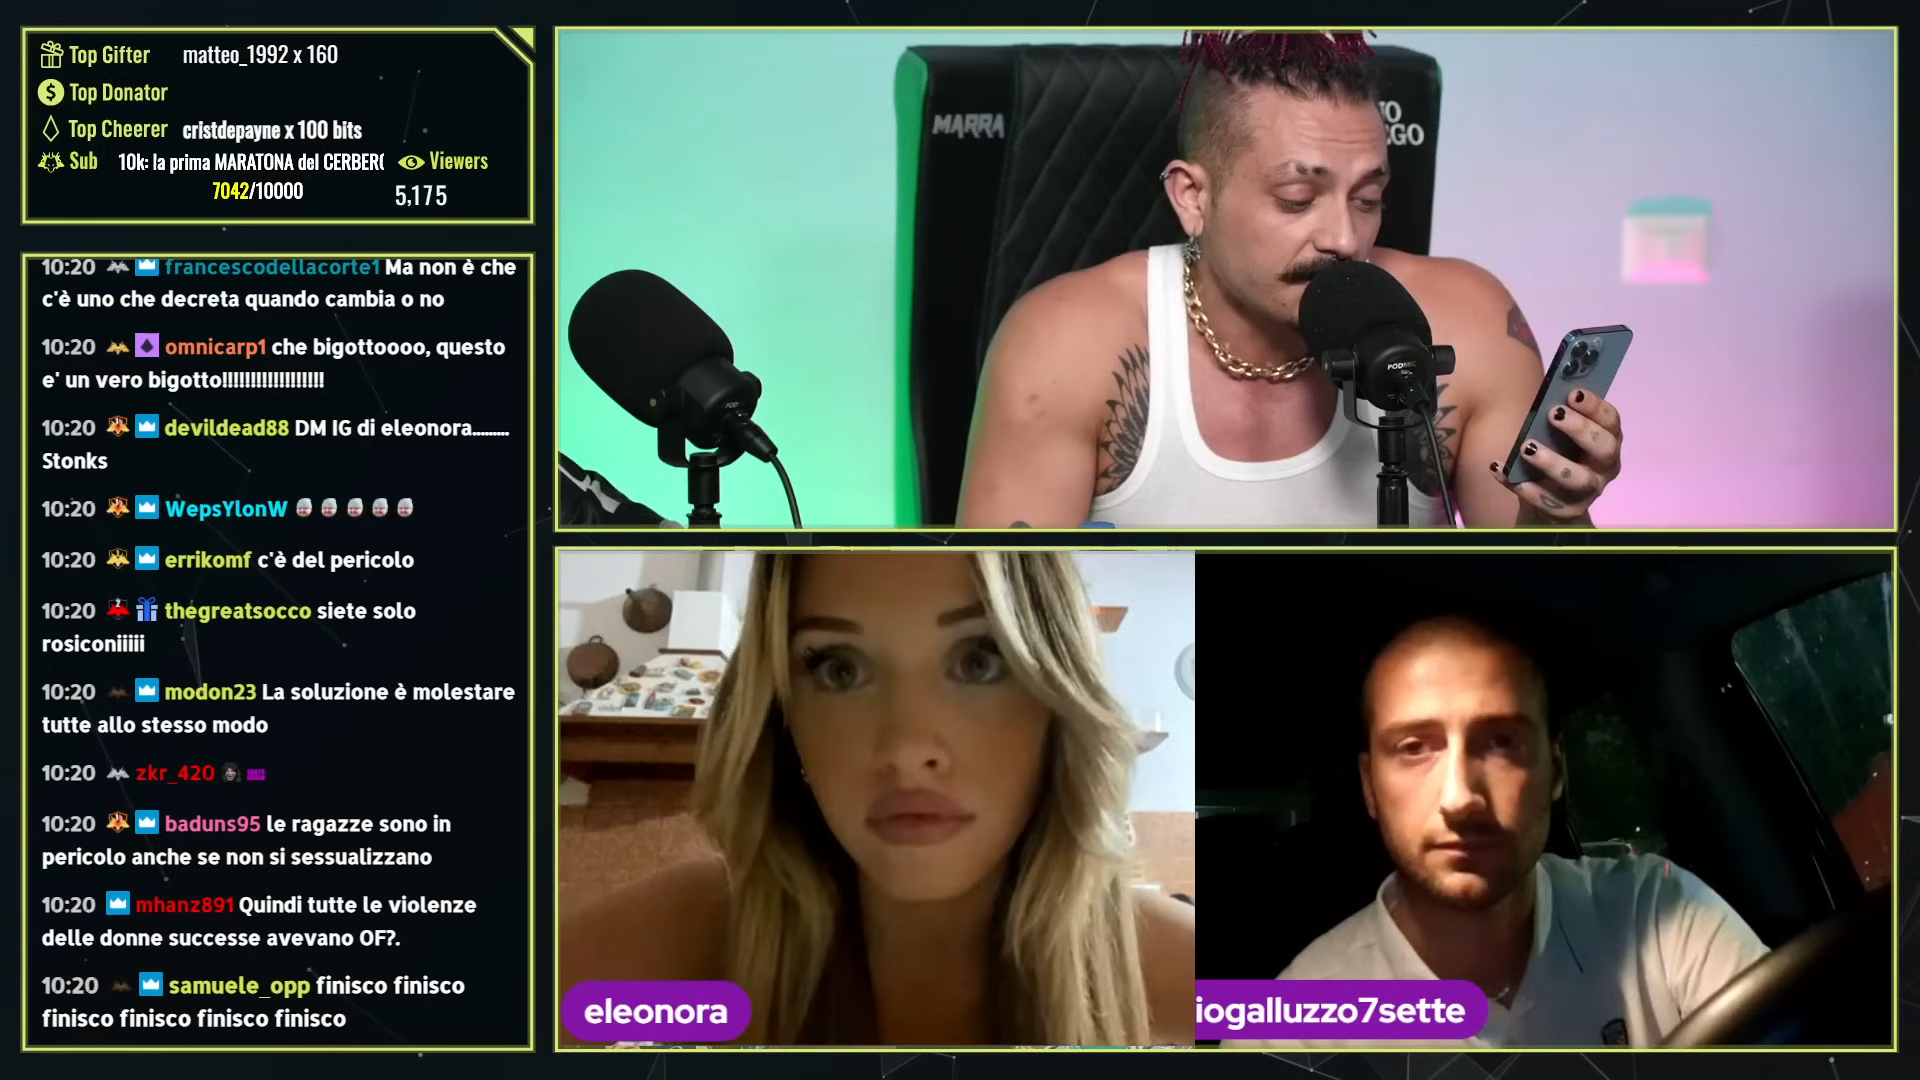 Top Gifter matteo_1992 x 160
Top Donator
Top Cheerer cristdepayne x 100 bits
Sub 10k: la prima MARATONA del CERBER
7042/10000
Viewers
5,175
10:20 francescodellacorte1 Ma non è che
c'è uno che decreta quando cambia o no
10:20 omnicarp1 che bigottoooo, questo
e' un vero bigotto!!!!!!!!!!!!!!!!!!
10:20 devildead88 DM IG di eleonora.........
Stonks
10:20 WepsYlonW
10:20 errikomf c'è del pericolo
10:20 thegreatsocco siete solo
rosiconiiiii
10:20 modon23 La soluzione è molestare
tutte allo stesso modo
10:20 zkr_420
10:20 baduns95 le ragazze sono in
pericolo anche se non si sessualizzano
10:20 mhanz891 Quindi tutte le violenze
delle donne successe avevano OF?.
10:20 samuele_opp finisco finisco
finisco finisco finisco finisco
MARRA
PODMIC
eleonora
iogalluzzo7sette